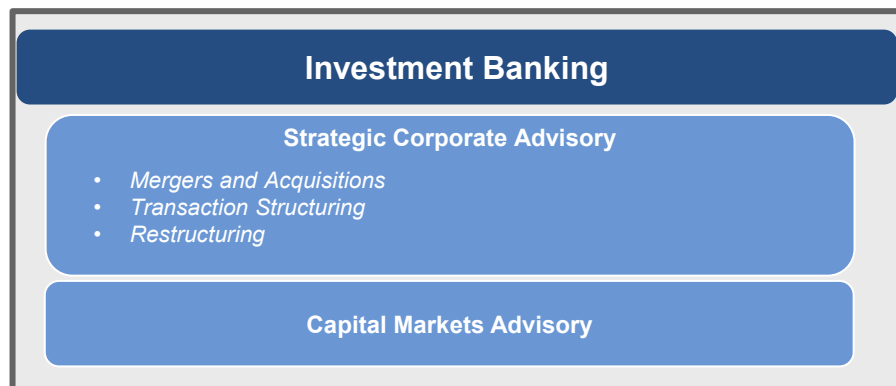 Investment Banking
Strategic Corporate Advisory
• Mergers and Acquisitions
• Transaction Structuring
• Restructuring
Capital Markets Advisory